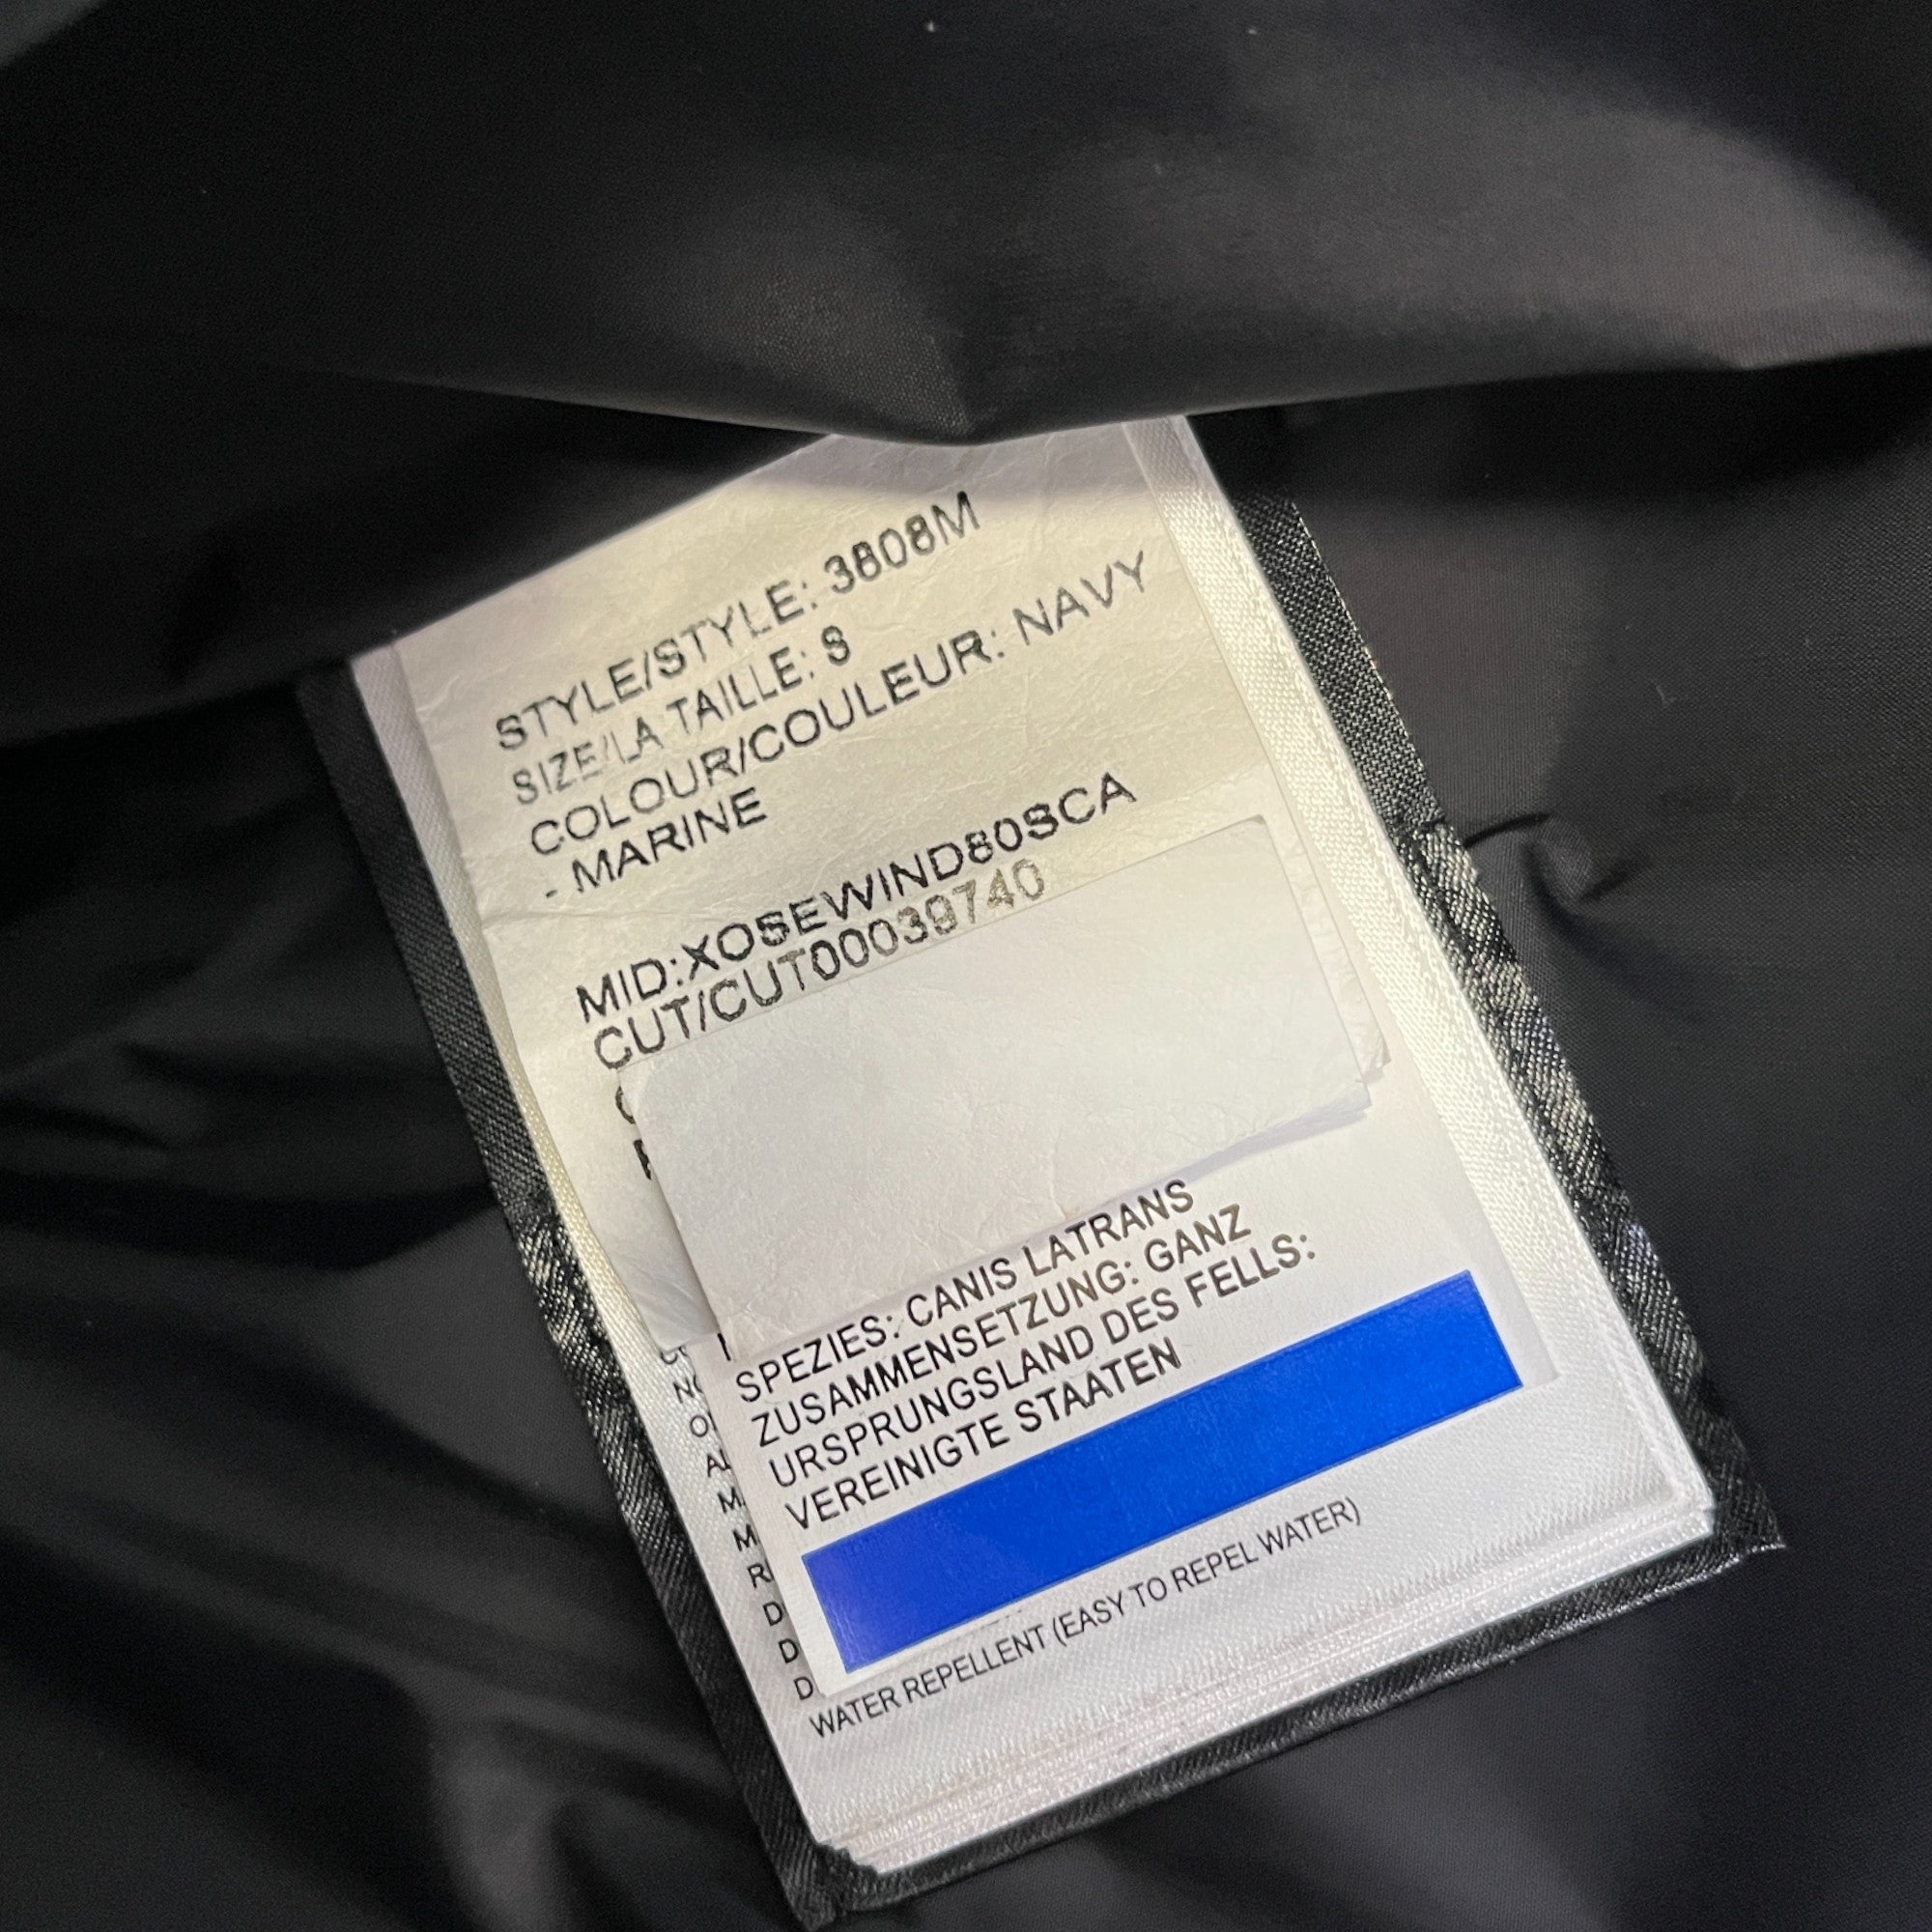 STYLE/STYLE: 3808M
SIZE/LA TAILLE: S
COLOUR/COULEUR: NAVY
- MARINE
MID:XOSEWIND80SCA
CUT/CUT00039740
SPEZIES: CANIS LATRANS
ZUSAMMENSETZUNG: GANZ
URSPRUNGSLAND DES FELLS:
VEREINIGTE STAATEN
WATER REPELLENT (EASY TO REPEL WATER)